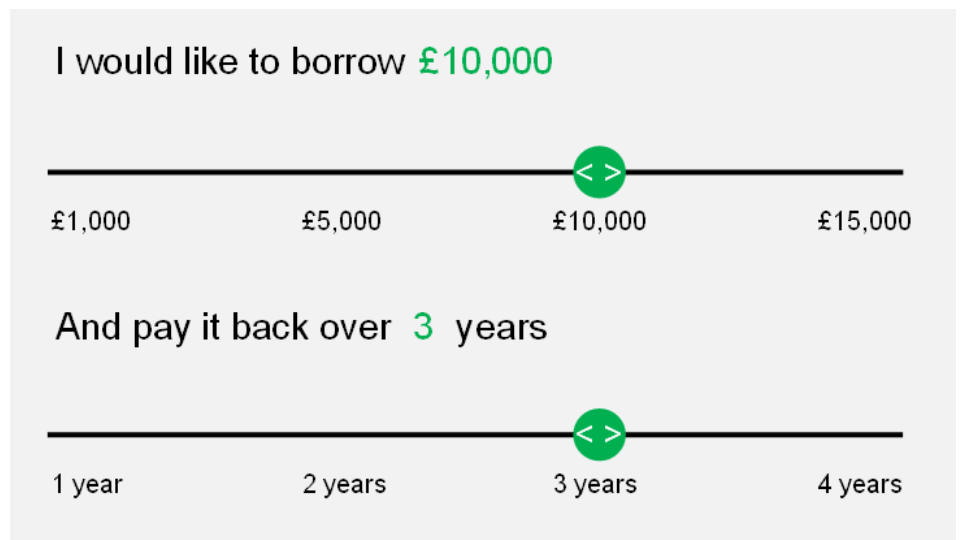 I would like to borrow £10,000
< >
£1,000 £5,000 £10,000 £15,000
And pay it back over 3 years
< >
1 year 2 years 3 years 4 years